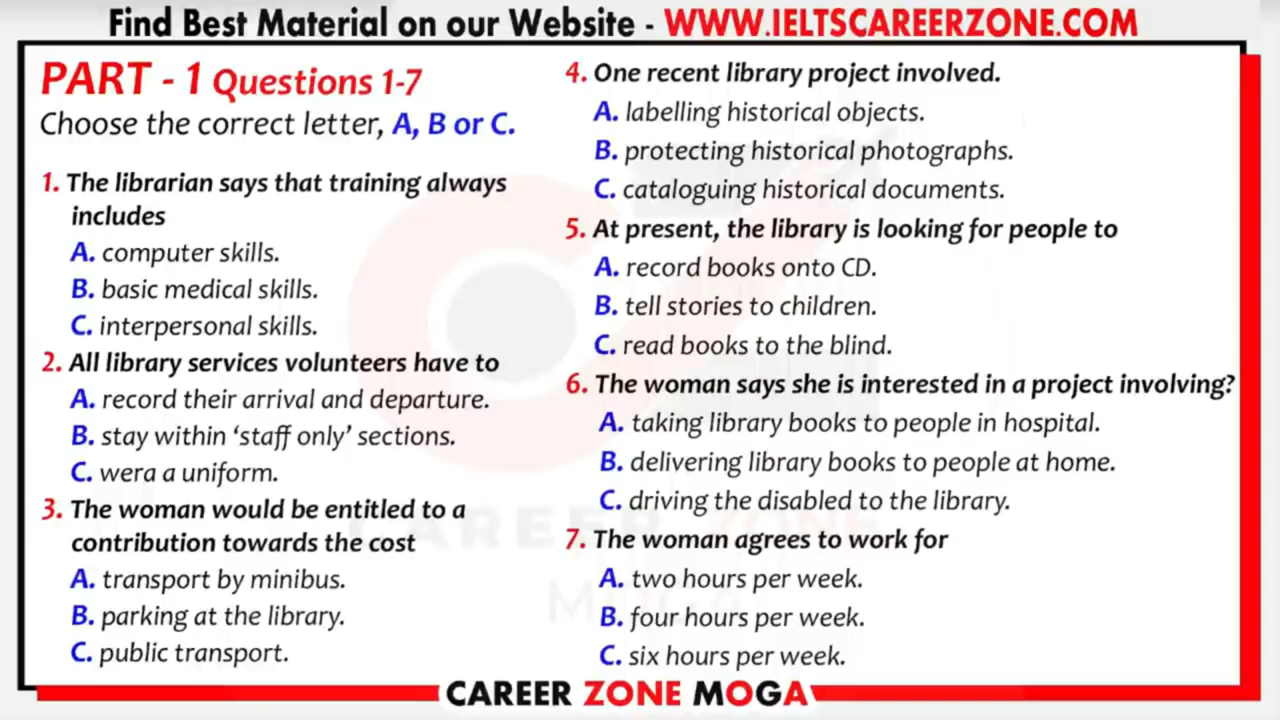 Find Best Material on our Website - WWW.IELTSCAREERZONE.COM
PART - 1 Questions 1-7
Choose the correct letter, A, B or C.
1. The librarian says that training always
includes
A. computer skills.
B. basic medical skills.
C. interpersonal skills.
2. All library services volunteers have to
A. record their arrival and departure.
B. stay within ‘staff only’ sections.
C. wera a uniform.
3. The woman would be entitled to a
contribution towards the cost
A. transport by minibus.
B. parking at the library.
C. public transport.
4. One recent library project involved.
A. labelling historical objects.
B. protecting historical photographs.
C. cataloguing historical documents.
5. At present, the library is looking for people to
A. record books onto CD.
B. tell stories to children.
C. read books to the blind.
6. The woman says she is interested in a project involving?
A. taking library books to people in hospital.
B. delivering library books to people at home.
C. driving the disabled to the library.
7. The woman agrees to work for
A. two hours per week.
B. four hours per week.
C. six hours per week.
CAREER ZONE
MOGA
CAREER ZONE MOGA